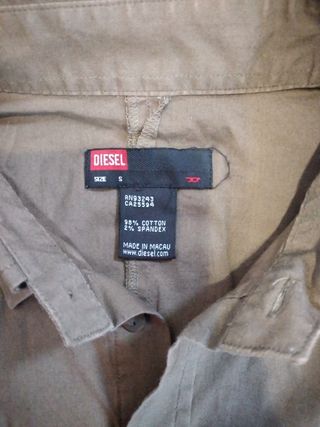 DIESEL
SIZE S
RN93243
CA25594
98% COTTON
2% SPANDEX
MADE IN MACAU
www.diesel.com